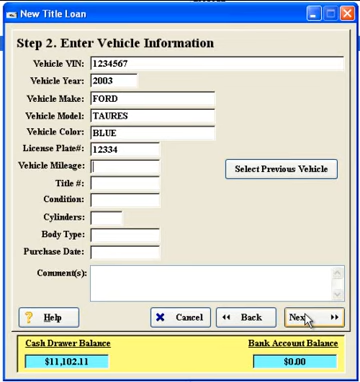 New Title Loan
Step 2. Enter Vehicle Information
Vehicle VIN: 1234567
Vehicle Year: 2003
Vehicle Make: FORD
Vehicle Model: TAURES
Vehicle Color: BLUE
License Plate#: 12334
Vehicle Mileage:
Select Previous Vehicle
Title #:
Condition:
Cylinders:
Body Type:
Purchase Date:
Comment(s):
? Help
Cancel
Back
Next
Cash Drawer Balance Bank Account Balance
$11,102.11 $0.00